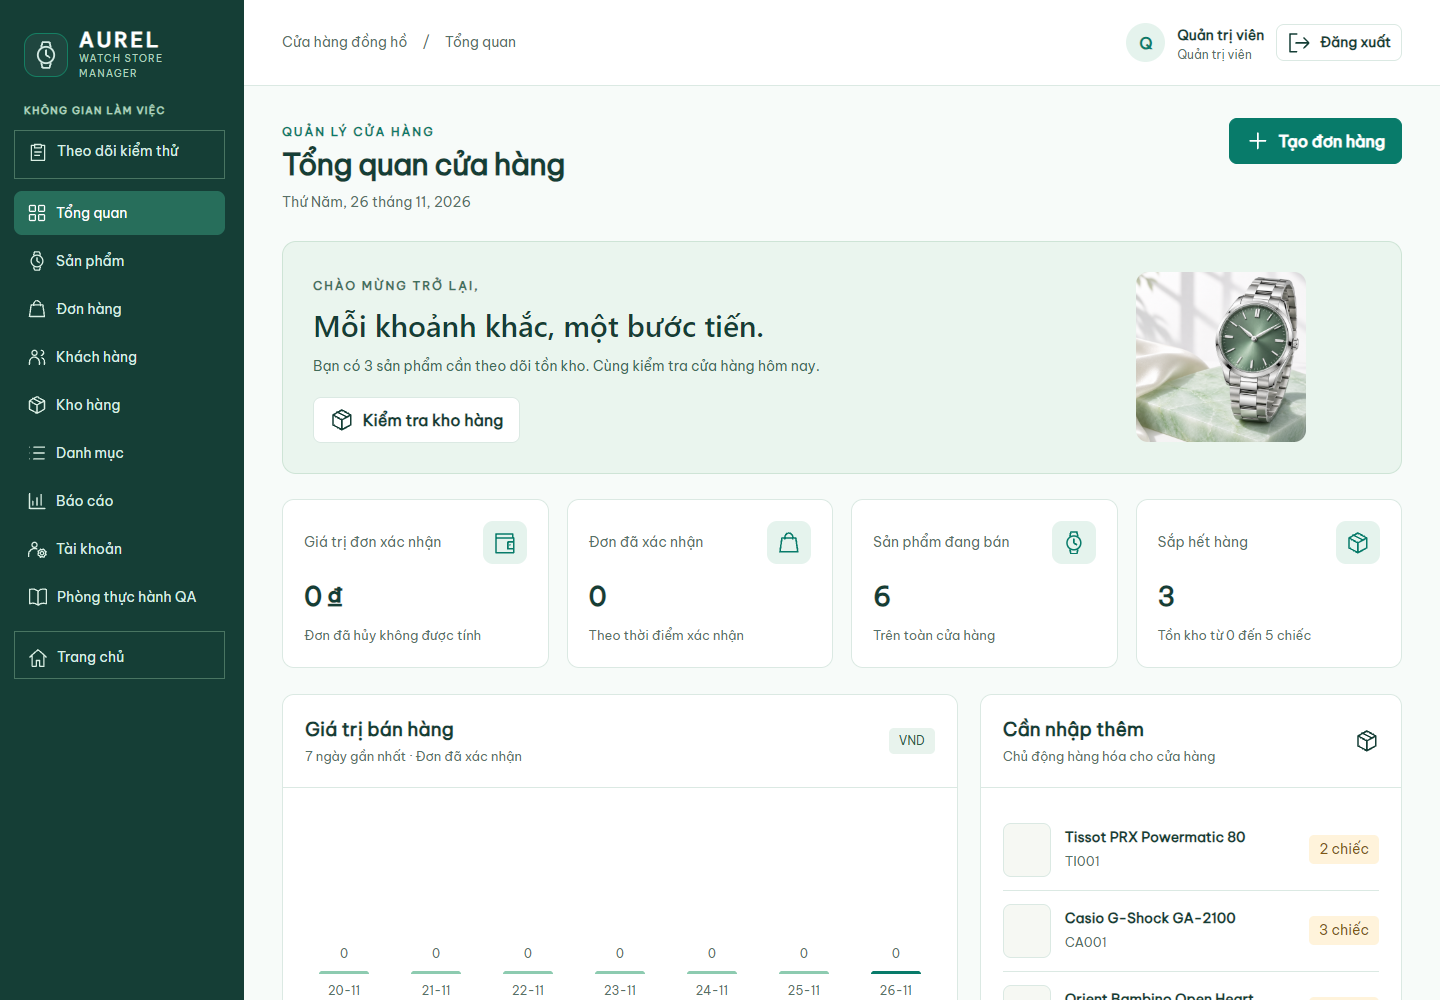 AUREL
WATCH STORE
MANAGER
KHÔNG GIAN LÀM VIỆC
Theo dõi kiểm thử
Tổng quan
Sản phẩm
Đơn hàng
Khách hàng
Kho hàng
Danh mục
Báo cáo
Tài khoản
Phòng thực hành QA
Trang chủ
Cửa hàng đồng hồ / Tổng quan
Q
Quản trị viên
Quản trị viên
Đăng xuất
QUẢN LÝ CỬA HÀNG
Tổng quan cửa hàng
Thứ Năm, 26 tháng 11, 2026
Tạo đơn hàng
CHÀO MỪNG TRỞ LẠI,
Mỗi khoảnh khắc, một bước tiến.
Bạn có 3 sản phẩm cần theo dõi tồn kho. Cùng kiểm tra cửa hàng hôm nay.
Kiểm tra kho hàng
Giá trị đơn xác nhận
0 ₫
Đơn đã hủy không được tính
Đơn đã xác nhận
0
Theo thời điểm xác nhận
Sản phẩm đang bán
6
Trên toàn cửa hàng
Sắp hết hàng
3
Tồn kho từ 0 đến 5 chiếc
Giá trị bán hàng
7 ngày gần nhất · Đơn đã xác nhận
VND
0 0 0 0 0 0 0
20-11 21-11 22-11 23-11 24-11 25-11 26-11
Cần nhập thêm
Chủ động hàng hóa cho cửa hàng
Tissot PRX Powermatic 80
TI001
2 chiếc
Casio G-Shock GA-2100
CA001
3 chiếc
Orient Bambino Open Heart